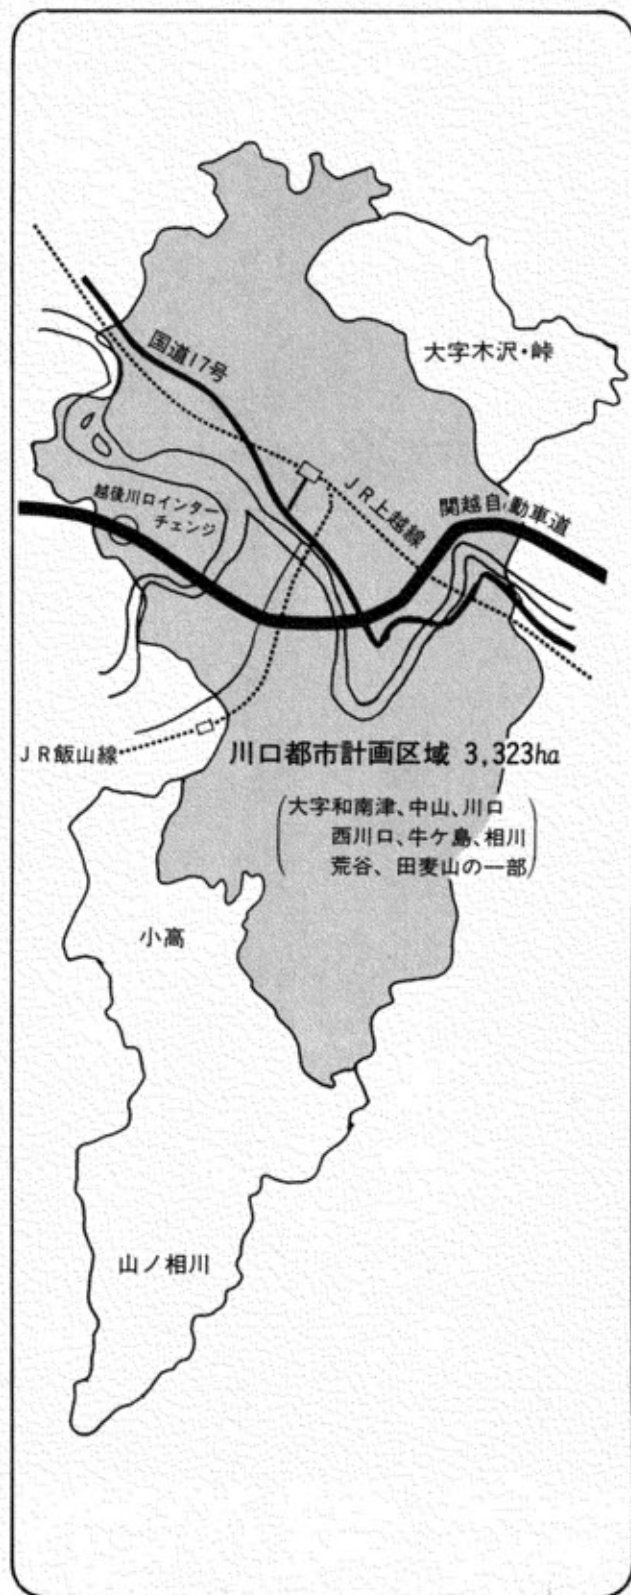 大字木沢・峠
国道17号
JR上越線
関越自動車道
越後川口インター
チェンジ
JR飯山線
川口都市計画区域 3,323ha
(大字和南津、中山、川口
西川口、牛ケ島、相川
荒谷、田麦山の一部)
小高
山ノ相川